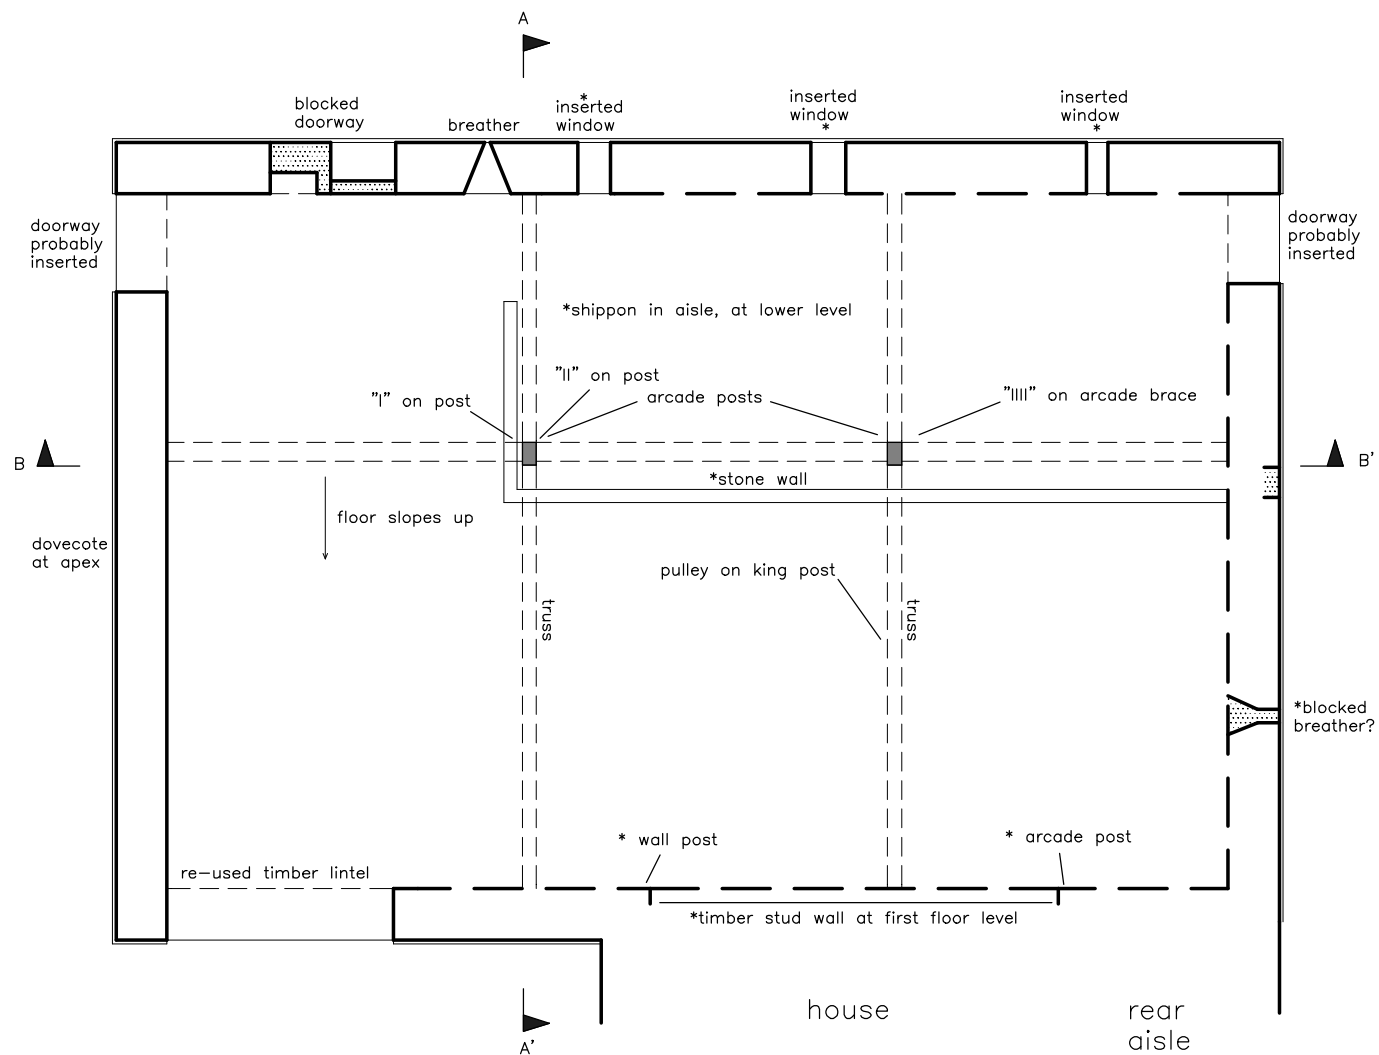 A
blocked
doorway
breather
*
inserted
window
inserted
window
*
inserted
window
*
doorway
probably
inserted
doorway
probably
inserted
*shippon in aisle, at lower level
"II" on post
"I" on post
arcade posts
"IIII" on arcade brace
B
B'
*stone wall
floor slopes up
dovecote
at apex
pulley on king post
truss
truss
*blocked
breather?
* wall post
* arcade post
re-used timber lintel
*timber stud wall at first floor level
house
rear
aisle
A'